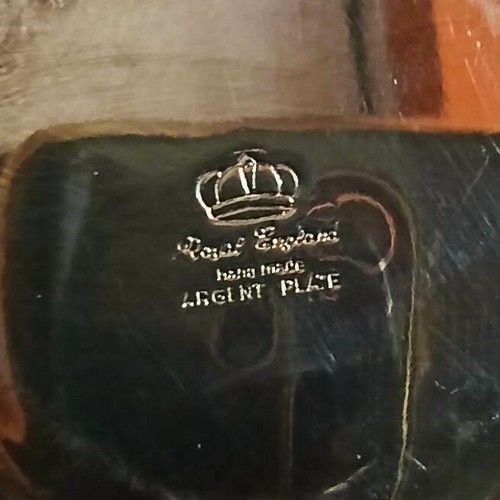 Royal England
hand made
ARGENT PLATE